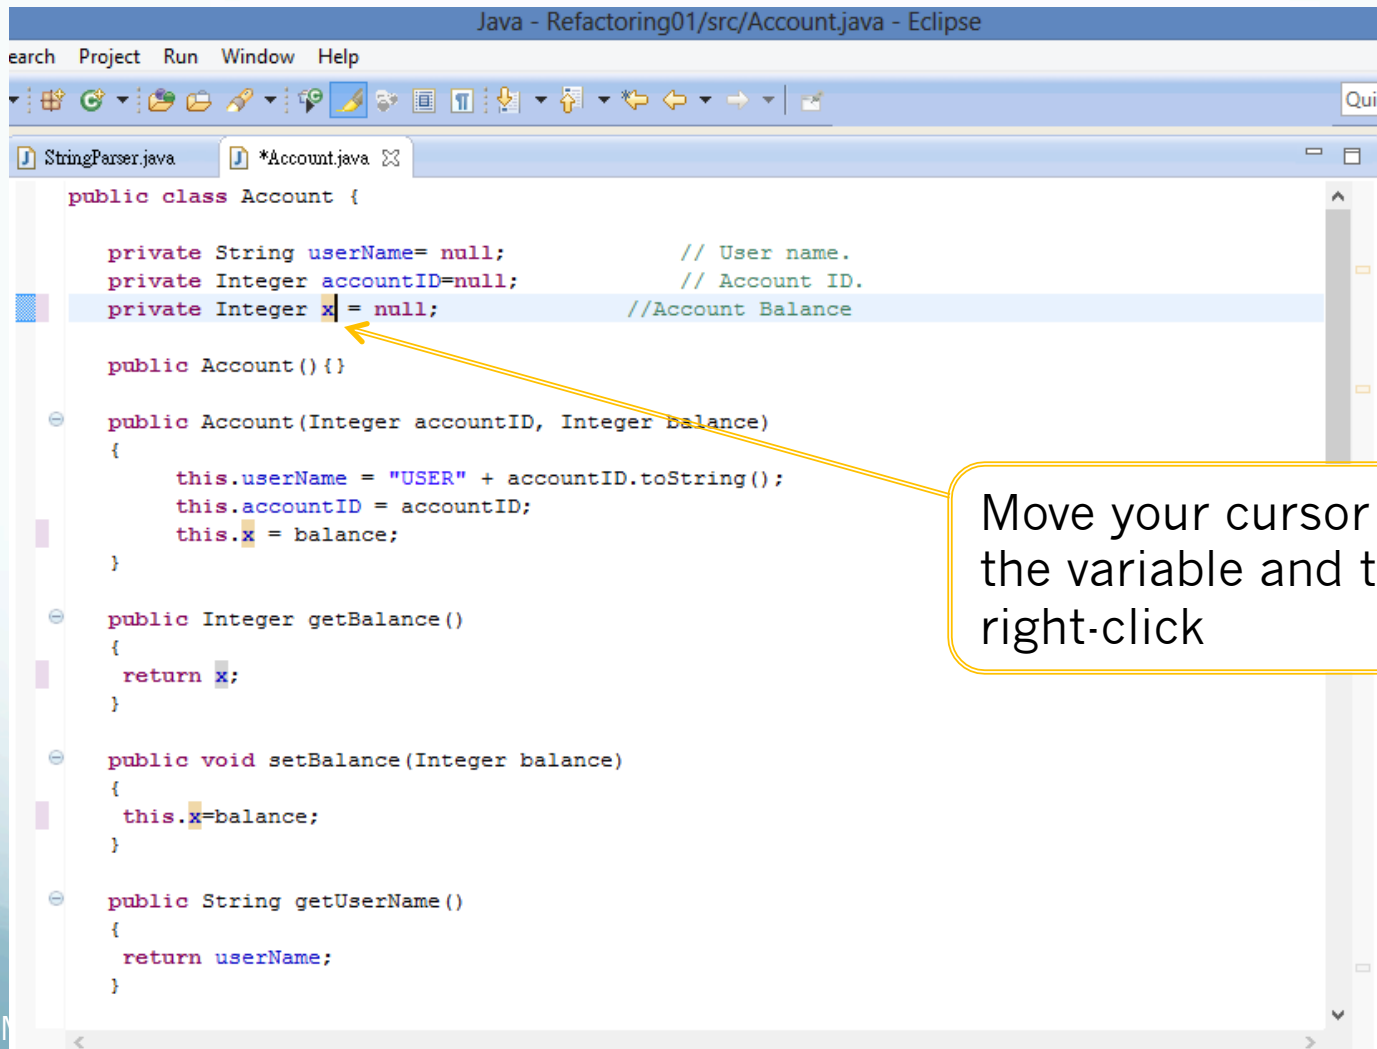 Java - Refactoring01/src/Account.java - Eclipse
earch Project Run Window Help
Qui
StringParser.java *Account.java
public class Account {
private String userName= null; // User name.
private Integer accountID=null; // Account ID.
private Integer x = null; //Account Balance
public Account(){}
public Account(Integer accountID, Integer balance)
{
this.userName = "USER" + accountID.toString();
this.accountID = accountID;
this.x = balance;
}
public Integer getBalance()
{
return x;
}
public void setBalance(Integer balance)
{
this.x=balance;
}
public String getUserName()
{
return userName;
}
Move your cursor
the variable and t
right-click